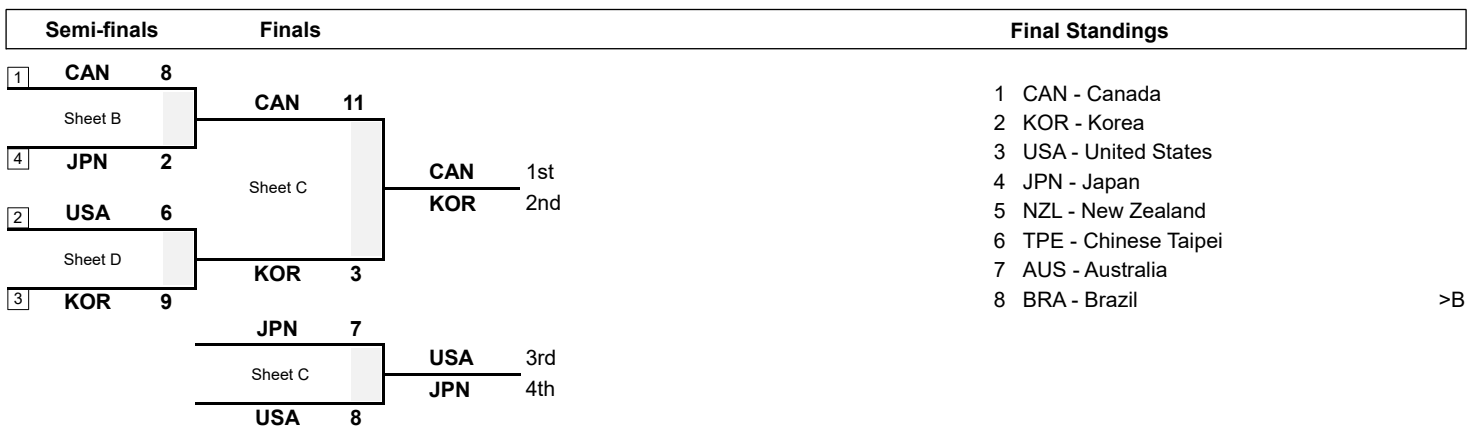 Semi-finals Finals Final Standings
1 CAN 8
Sheet B
4 JPN 2
2 USA 6
Sheet D
3 KOR 9
CAN 11
Sheet C
KOR 3
CAN 1st
KOR 2nd
JPN 7
Sheet C
USA 8
USA 3rd
JPN 4th
1 CAN - Canada
2 KOR - Korea
3 USA - United States
4 JPN - Japan
5 NZL - New Zealand
6 TPE - Chinese Taipei
7 AUS - Australia
8 BRA - Brazil >B